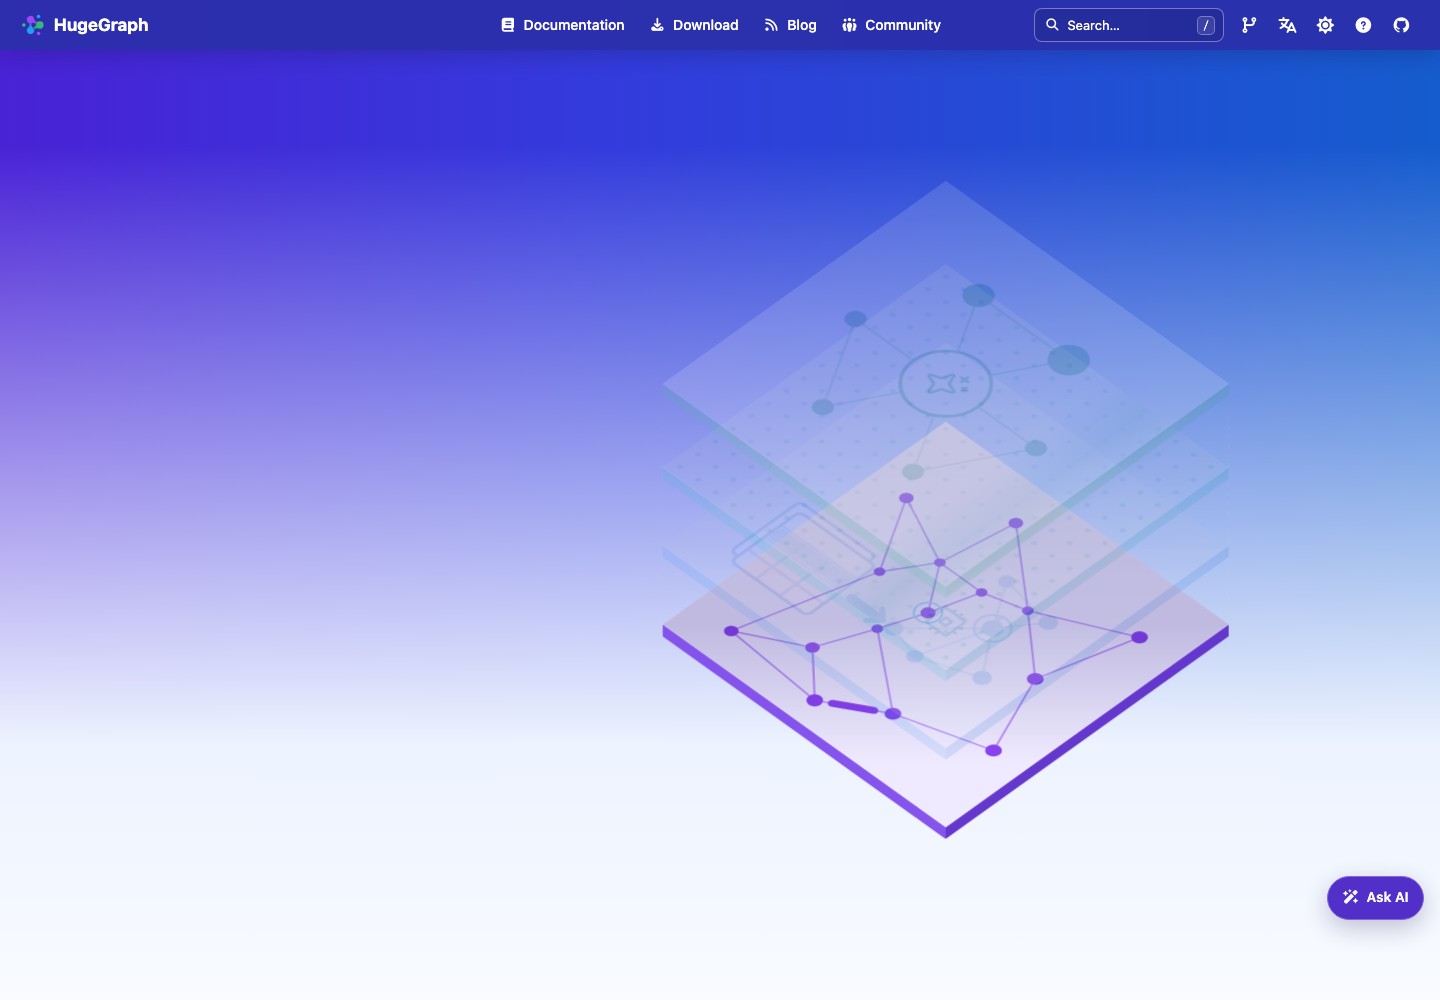 HugeGraph
Documentation
Download
Blog
Community
Search...
/
Ask AI